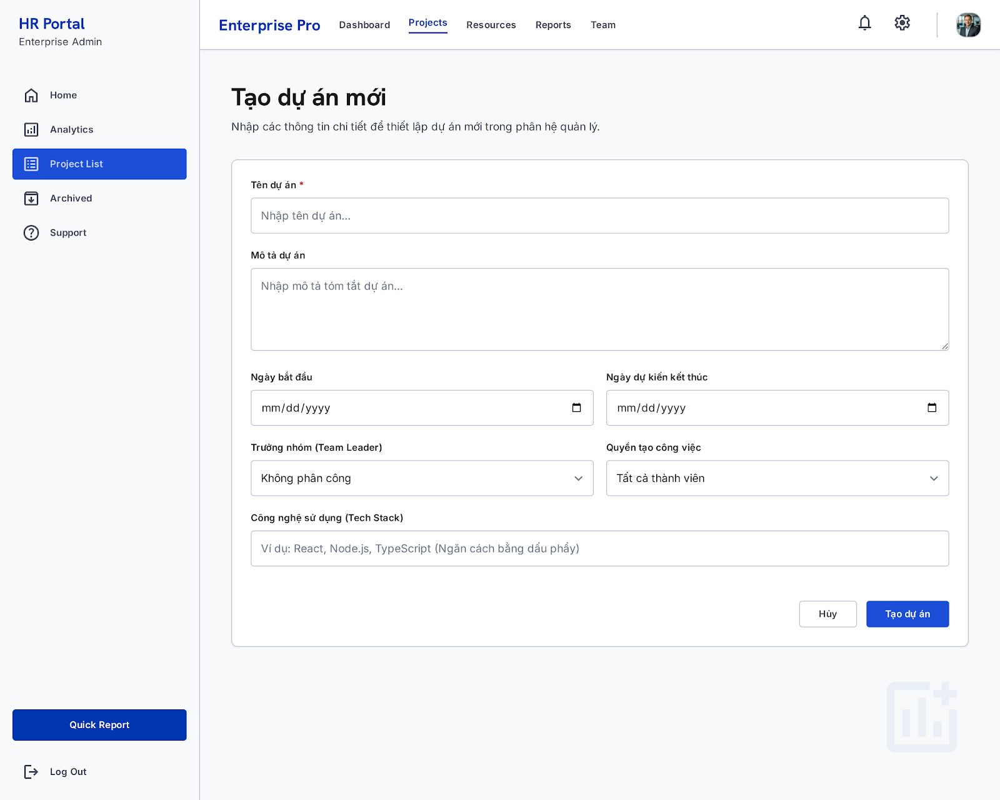 HR Portal
Enterprise Admin
Home
Analytics
Project List
Archived
Support
Quick Report
Log Out
Enterprise Pro
Dashboard
Projects
Resources
Reports
Team
Tạo dự án mới
Nhập các thông tin chi tiết để thiết lập dự án mới trong phân hệ quản lý.
Tên dự án *
Nhập tên dự án...
Mô tả dự án
Nhập mô tả tóm tắt dự án...
Ngày bắt đầu
mm/dd/yyyy
Ngày dự kiến kết thúc
mm/dd/yyyy
Trưởng nhóm (Team Leader)
Không phân công
Quyền tạo công việc
Tất cả thành viên
Công nghệ sử dụng (Tech Stack)
Ví dụ: React, Node.js, TypeScript (Ngăn cách bằng dấu phẩy)
Hủy
Tạo dự án